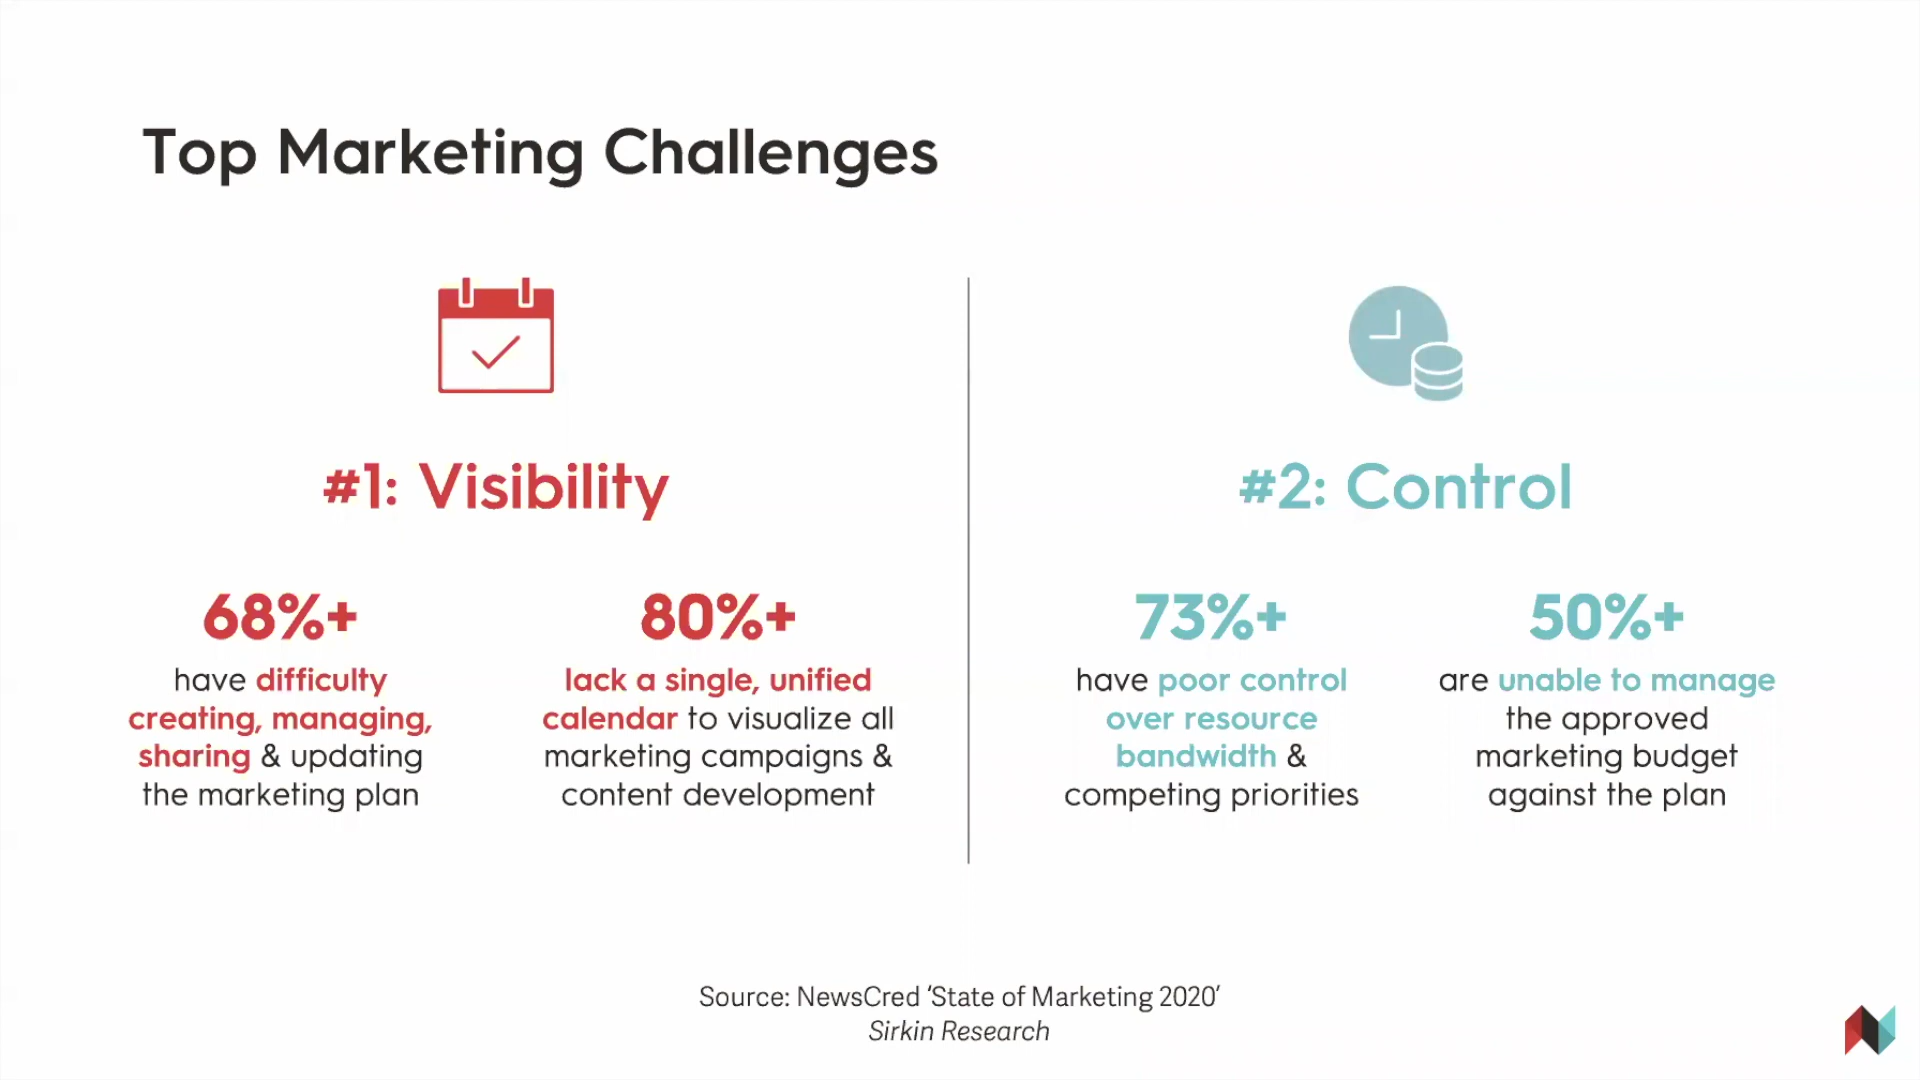 Top Marketing Challenges
#1: Visibility
68%+
have difficulty
creating, managing,
sharing & updating
the marketing plan
80%+
lack a single, unified
calendar to visualize all
marketing campaigns &
content development
#2: Control
73%+
have poor control
over resource
bandwidth &
competing priorities
50%+
are unable to manage
the approved
marketing budget
against the plan
Source: NewsCred ‘State of Marketing 2020’
Sirkin Research